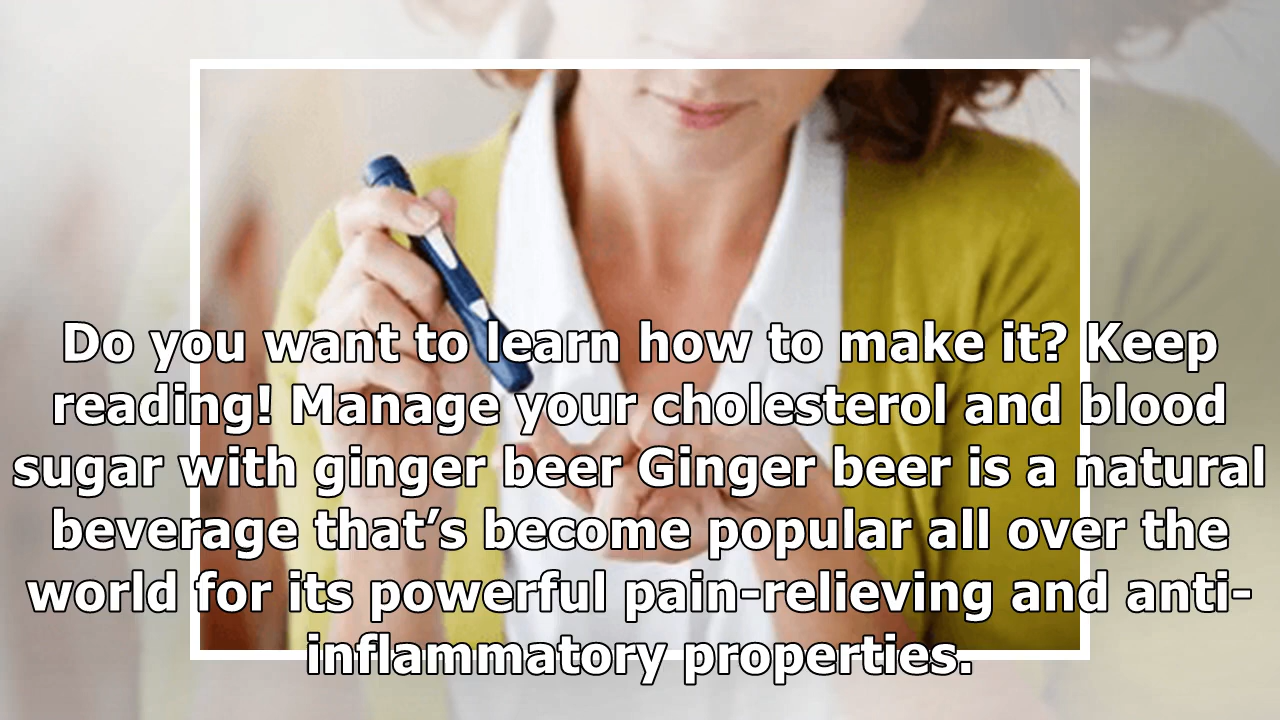 Do you want to learn how to make it? Keep
reading! Manage your cholesterol and blood
sugar with ginger beer Ginger beer is a natural
beverage that’s become popular all over the
world for its powerful pain-relieving and anti-
inflammatory properties.